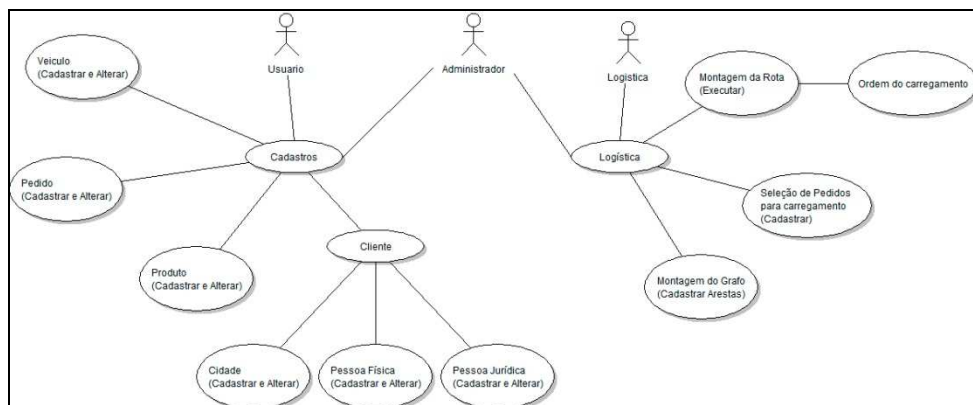 Usuario
Administrador
Logistica
Veiculo
(Cadastrar e Alterar)
Montagem da Rota
(Executar)
Ordem do carregamento
Cadastros
Logística
Pedido
(Cadastrar e Alterar)
Seleção de Pedidos
para carregamento
(Cadastrar)
Cliente
Produto
(Cadastrar e Alterar)
Montagem do Grafo
(Cadastrar Arestas)
Cidade
(Cadastrar e Alterar)
Pessoa Física
(Cadastrar e Alterar)
Pessoa Jurídica
(Cadastrar e Alterar)